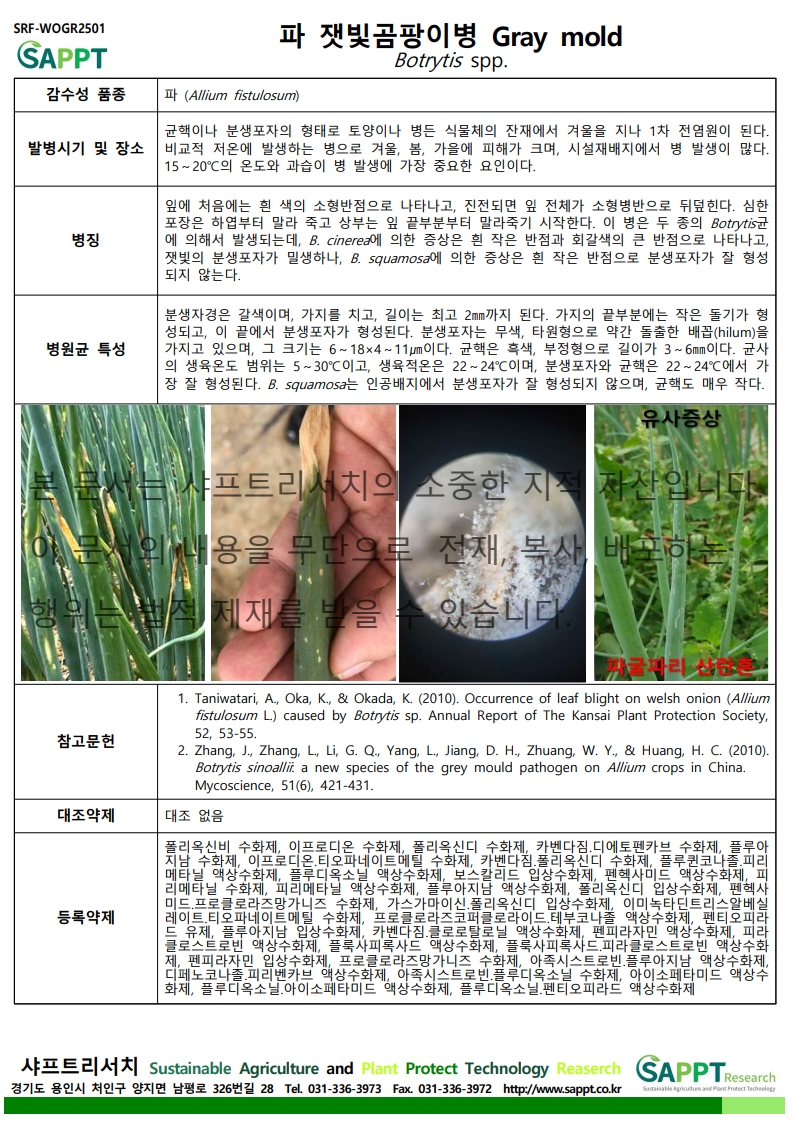 SRF-WOGR2501
SAPPT
파 잿빛곰팡이병 Gray mold
Botrytis spp.
감수성 품종
파 (Allium fistulosum)
발병시기 및 장소
균핵이나 분생포자의 형태로 토양이나 병든 식물체의 잔재에서 겨울을 지나 1차 전염원이 된다.
비교적 저온에 발생하는 병으로 겨울, 봄, 가을에 피해가 크며, 시설재배지에서 병 발생이 많다.
15~20℃의 온도와 과습이 병 발생에 가장 중요한 요인이다.
병징
잎에 처음에는 흰 색의 소형반점으로 나타나고, 진전되면 잎 전체가 소형병반으로 뒤덮힌다. 심한
포장은 하엽부터 말라 죽고 상부는 잎 끝부분부터 말라죽기 시작한다. 이 병은 두 종의 Botrytis균
에 의해서 발생되는데, B. cinerea에 의한 증상은 흰 작은 반점과 회갈색의 큰 반점으로 나타나고,
잿빛의 분생포자가 밀생하나, B. squamosa에 의한 증상은 흰 작은 반점으로 분생포자가 잘 형성
되지 않는다.
병원균 특성
분생자경은 갈색이며, 가지를 치고, 길이는 최고 2㎜까지 된다. 가지의 끝부분에는 작은 돌기가 형
성되고, 이 끝에서 분생포자가 형성된다. 분생포자는 무색, 타원형으로 약간 돌출한 배꼽(hilum)을
가지고 있으며, 그 크기는 6~18×4~11㎛이다. 균핵은 흑색, 부정형으로 길이가 3~6㎜이다. 균사
의 생육온도 범위는 5~30℃이고, 생육적온은 22~24℃이며, 분생포자와 균핵은 22~24℃에서 가
장 잘 형성된다. B. squamosa는 인공배지에서 분생포자가 잘 형성되지 않으며, 균핵도 매우 작다.
유사증상
본 문서는 샤프트리서치의 소중한 지적 자산입니다
이 문서의 내용을 무단으로 전재, 복사, 배포하는
행위는 법적 제재를 받을 수 있습니다.
파굴파리 산란흔
참고문헌
1. Taniwatari, A., Oka, K., & Okada, K. (2010). Occurrence of leaf blight on welsh onion (Allium
fistulosum L.) caused by Botrytis sp. Annual Report of The Kansai Plant Protection Society,
52, 53-55.
2. Zhang, J., Zhang, L., Li, G. Q., Yang, L., Jiang, D. H., Zhuang, W. Y., & Huang, H. C. (2010).
Botrytis sinoallii: a new species of the grey mould pathogen on Allium crops in China.
Mycoscience, 51(6), 421-431.
대조약제
대조 없음
등록약제
폴리옥신비 수화제, 이프로디온 수화제, 폴리옥신디 수화제, 카벤다짐.디에토펜카브 수화제, 플루아
지남 수화제, 이프로디온.티오파네이트메틸 수화제, 카벤다짐.폴리옥신디 수화제, 플루퀸코나졸.피리
메타닐 액상수화제, 플루디옥소닐 액상수화제, 보스칼리드 입상수화제, 펜헥사미드 액상수화제, 피
리메타닐 수화제, 피리메타닐 액상수화제, 플루아지남 액상수화제, 폴리옥신디 입상수화제, 펜헥사
미드.프로클로라즈망가니즈 수화제, 가스가마이신.폴리옥신디 입상수화제, 이미녹타딘트리스알베실
레이트.티오파네이트메틸 수화제, 프로클로라즈코퍼클로라이드.테부코나졸 액상수화제, 펜티오피라
드 유제, 플루아지남 입상수화제, 카벤다짐.클로로탈로닐 액상수화제, 펜피라자민 액상수화제, 피라
클로스트로빈 액상수화제, 플룩사피록사드 액상수화제, 플룩사피록사드.피라클로스트로빈 액상수화
제, 펜피라자민 입상수화제, 프로클로라즈망가니즈 수화제, 아족시스트로빈.플루아지남 액상수화제,
디페노코나졸.피리벤카브 액상수화제, 아족시스트로빈.플루디옥소닐 수화제, 아이소페타미드 액상수
화제, 플루디옥소닐.아이소페타미드 액상수화제, 플루디옥소닐.펜티오피라드 액상수화제
샤프트리서치 Sustainable Agriculture and Plant Protect Technology Reaserch
경기도 용인시 처인구 양지면 남평로 326번길 28 Tel. 031-336-3973 Fax. 031-336-3972 http://www.sappt.co.kr
SAPPT Research
Sustainable Agriculture and Plant Protect Technology